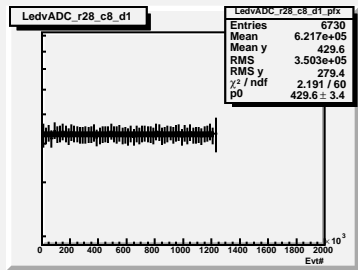 LedvADC_r28_c8_d1
LedvADC_r28_c8_d1_pfx
Entries 6730
Mean 6.217e+05
Mean y 429.6
RMS 3.503e+05
RMS y 279.4
χ² / ndf 2.191 / 60
p0 429.6 ± 3.4
0 200 400 600 800 1000 1200 1400 1600 1800 2000
×10³
Evt#